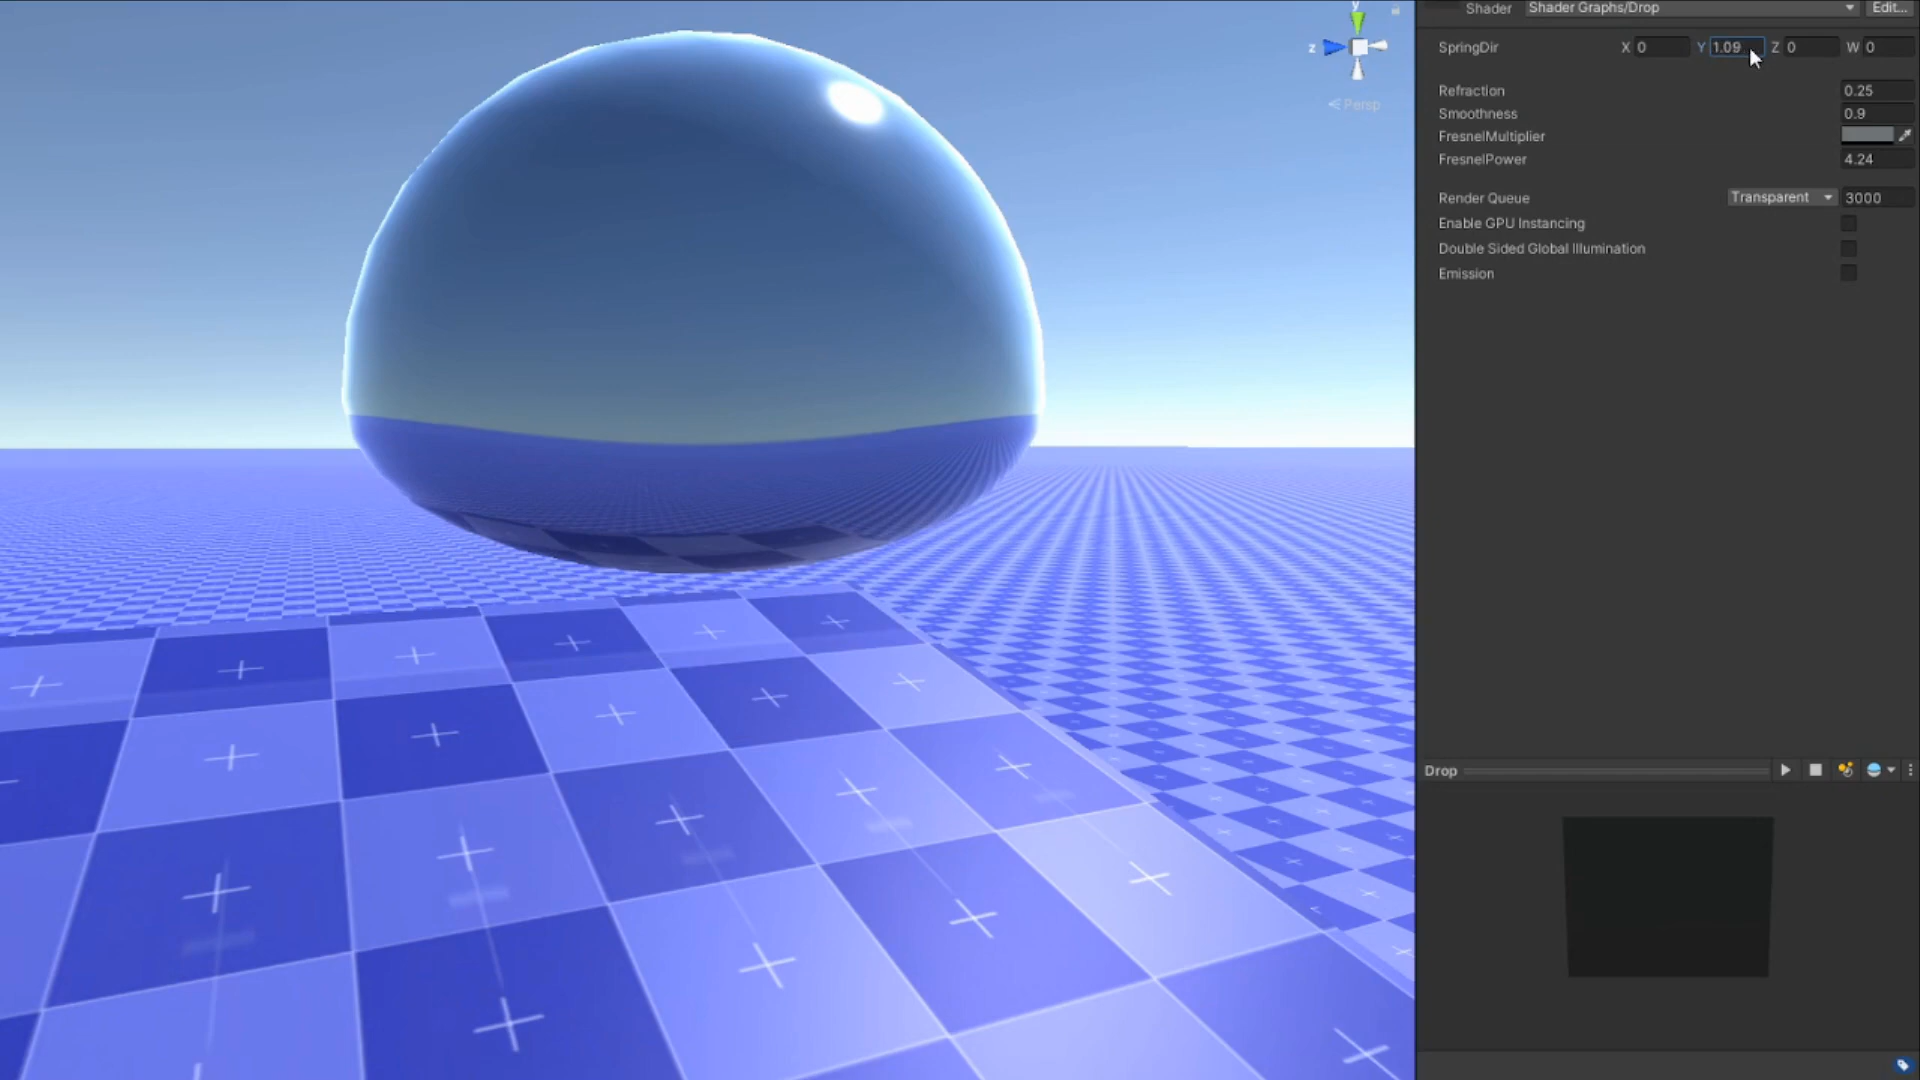 Shader Shader Graphs/Drop Edit...
y
z
Persp
SpringDir X 0 Y 1.09 Z 0 W 0
Refraction 0.25
Smoothness 0.9
FresnelMultiplier
FresnelPower 4.24
Render Queue Transparent 3000
Enable GPU Instancing
Double Sided Global Illumination
Emission
Drop